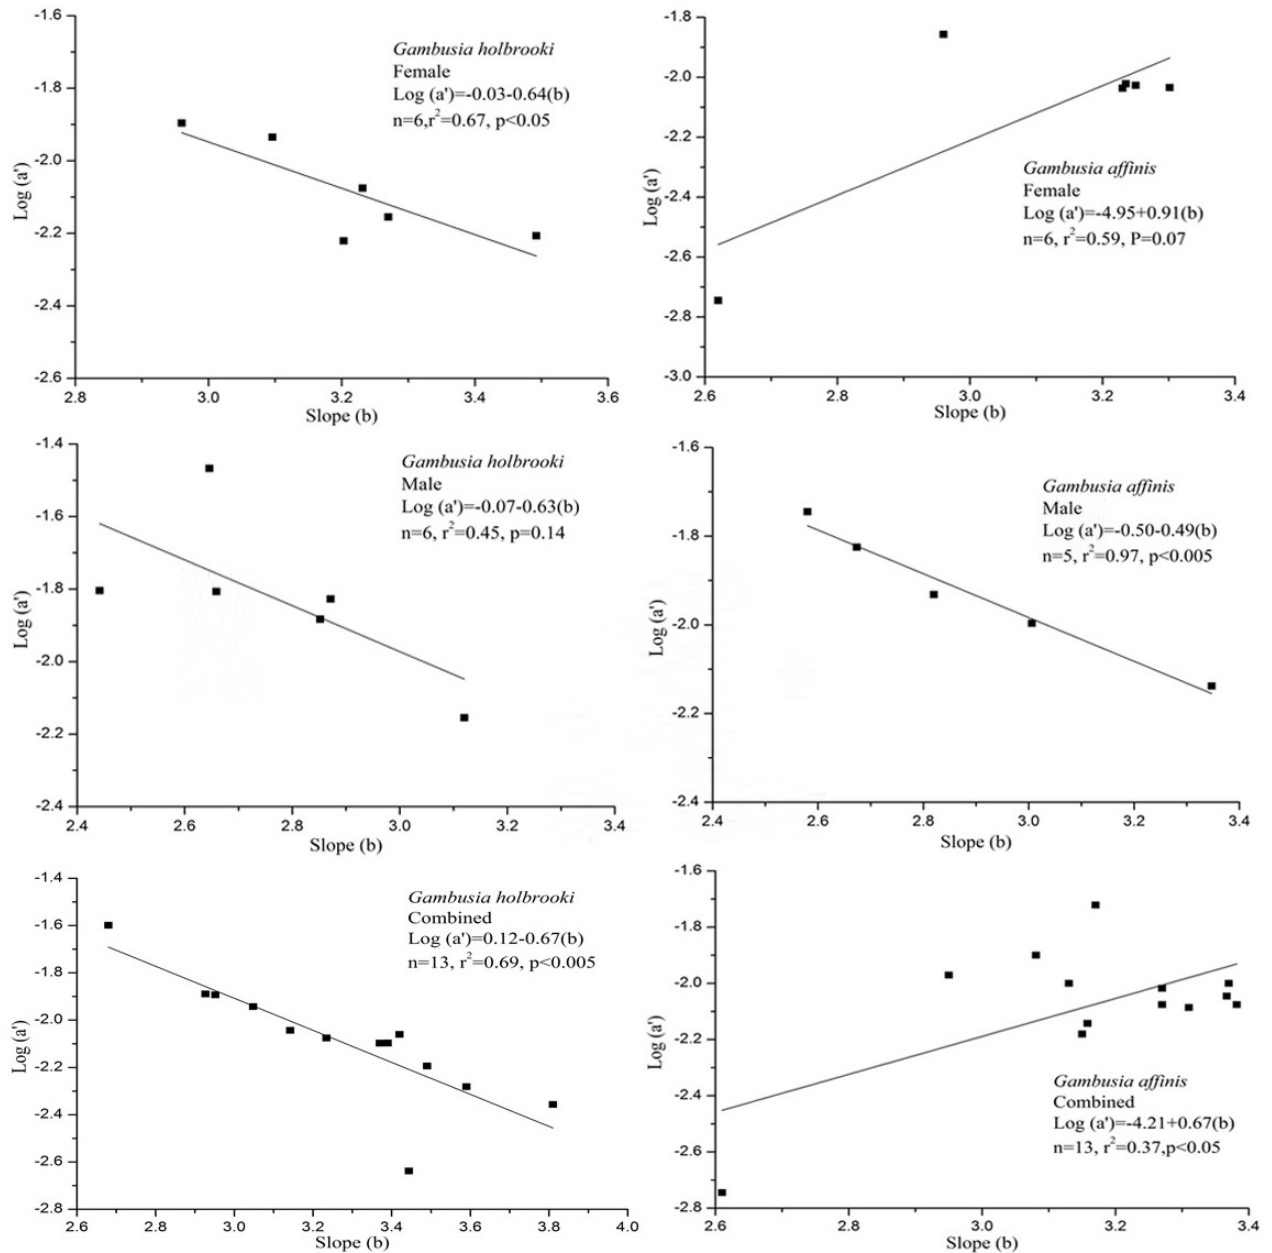 -1.6
-1.8
-2.0
-2.2
-2.4
-2.6
2.8 3.0 3.2 3.4 3.6
Log (a')
Slope (b)
Gambusia holbrooki
Female
Log (a')=-0.03-0.64(b)
n=6,r²=0.67, p<0.05
-1.8
-2.0
-2.2
-2.4
-2.6
-2.8
-3.0
2.6 2.8 3.0 3.2 3.4
Log (a')
Slope (b)
Gambusia affinis
Female
Log (a')=-4.95+0.91(b)
n=6, r²=0.59, P=0.07
-1.4
-1.6
-1.8
-2.0
-2.2
-2.4
2.4 2.6 2.8 3.0 3.2 3.4
Log (a')
Slope (b)
Gambusia holbrooki
Male
Log (a')=-0.07-0.63(b)
n=6, r²=0.45, p=0.14
-1.6
-1.8
-2.0
-2.2
-2.4
2.4 2.6 2.8 3.0 3.2 3.4
Log (a')
Slope (b)
Gambusia affinis
Male
Log (a')=-0.50-0.49(b)
n=5, r²=0.97, p<0.005
-1.4
-1.6
-1.8
-2.0
-2.2
-2.4
-2.6
-2.8
2.6 2.8 3.0 3.2 3.4 3.6 3.8 4.0
Log (a')
Slope (b)
Gambusia holbrooki
Combined
Log (a')=0.12-0.67(b)
n=13, r²=0.69, p<0.005
-1.6
-1.8
-2.0
-2.2
-2.4
-2.6
-2.8
2.6 2.8 3.0 3.2 3.4
Log (a')
Slope (b)
Gambusia affinis
Combined
Log (a')=-4.21+0.67(b)
n=13, r²=0.37,p<0.05